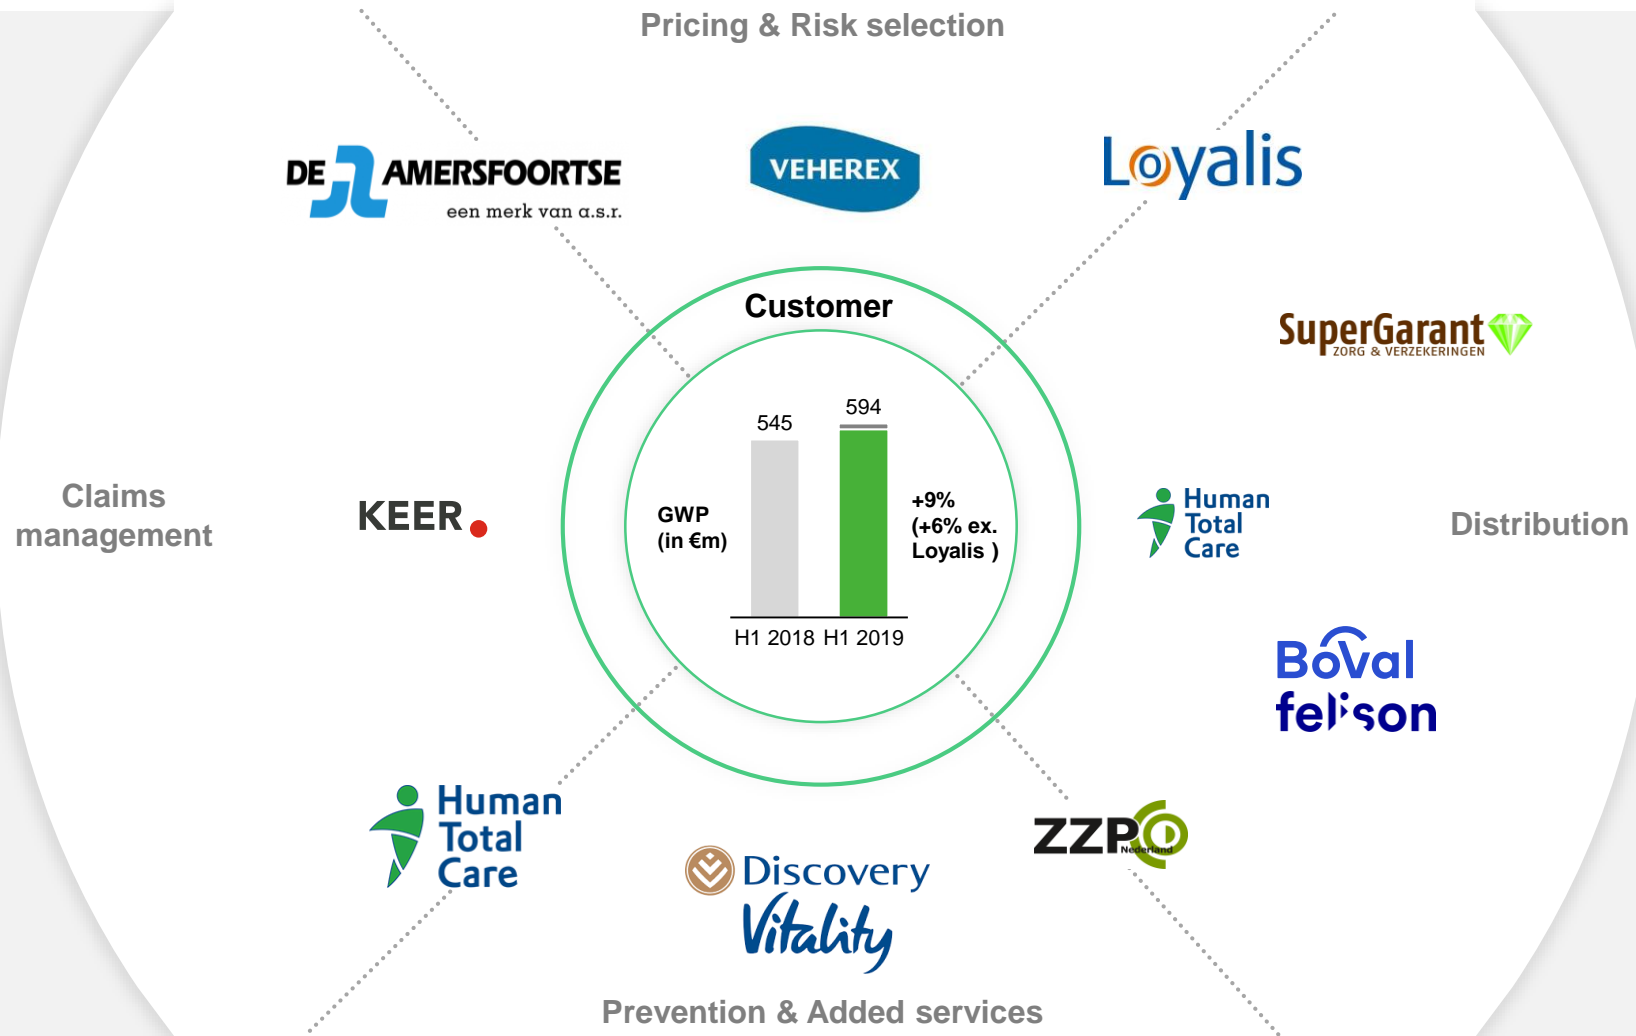 Pricing & Risk selection
DE AMERSFOORTSE
een merk van a.s.r.
VEHEREX
Loyalis
SuperGarant
ZORG & VERZEKERINGEN
Customer
545
594
GWP
(in €m)
+9%
(+6% ex.
Loyalis )
H1 2018
H1 2019
Claims
management
KEER.
Human
Total
Care
Distribution
BoVal
felison
Human
Total
Care
Discovery
Vitality
ZZP
Nederland
Prevention & Added services